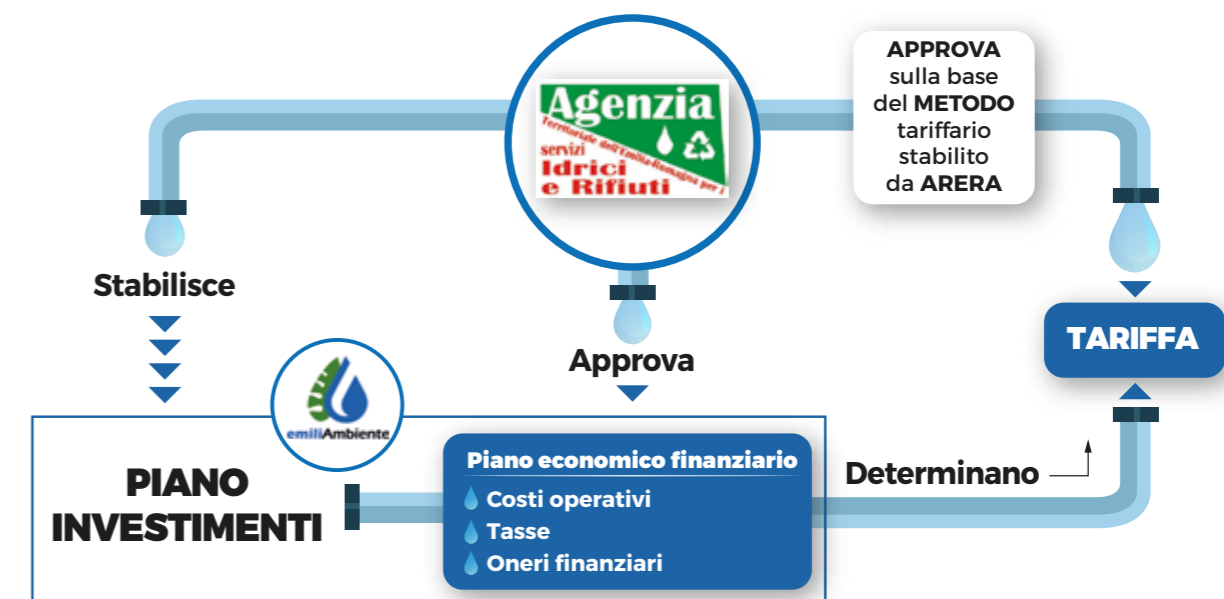 Agenzia
Territoriale dell'Emilia-Romagna per i
servizi
Idrici
e Rifiuti
APPROVA
sulla base
del METODO
tariffario
stabilito
da ARERA
Stabilisce
Approva
TARIFFA
emiliAmbiente
PIANO
INVESTIMENTI
Piano economico finanziario
Costi operativi
Tasse
Oneri finanziari
Determinano